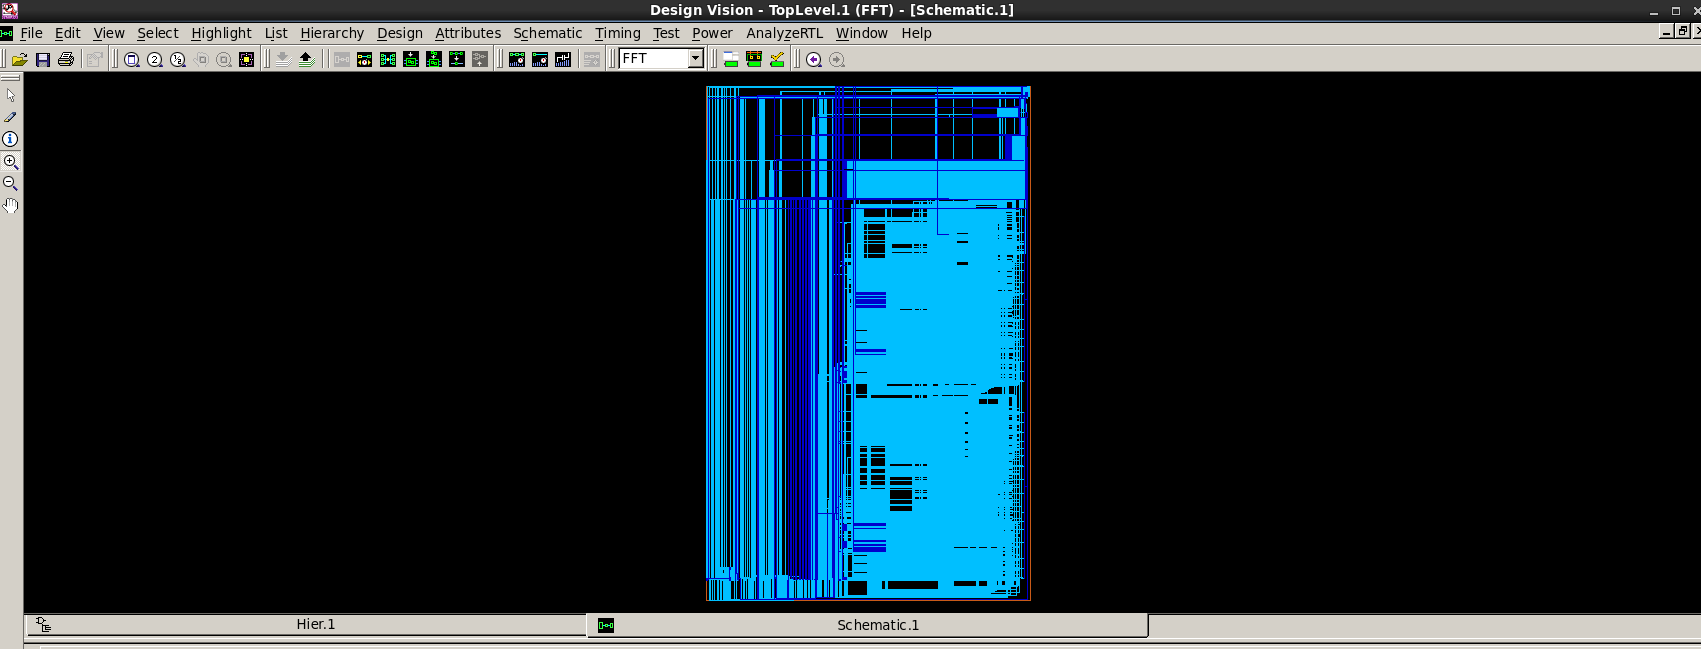 Design Vision - TopLevel.1 (FFT) - [Schematic.1]
File Edit View Select Highlight List Hierarchy Design Attributes Schematic Timing Test Power AnalyzeRTL Window Help
FFT
Hier.1 Schematic.1